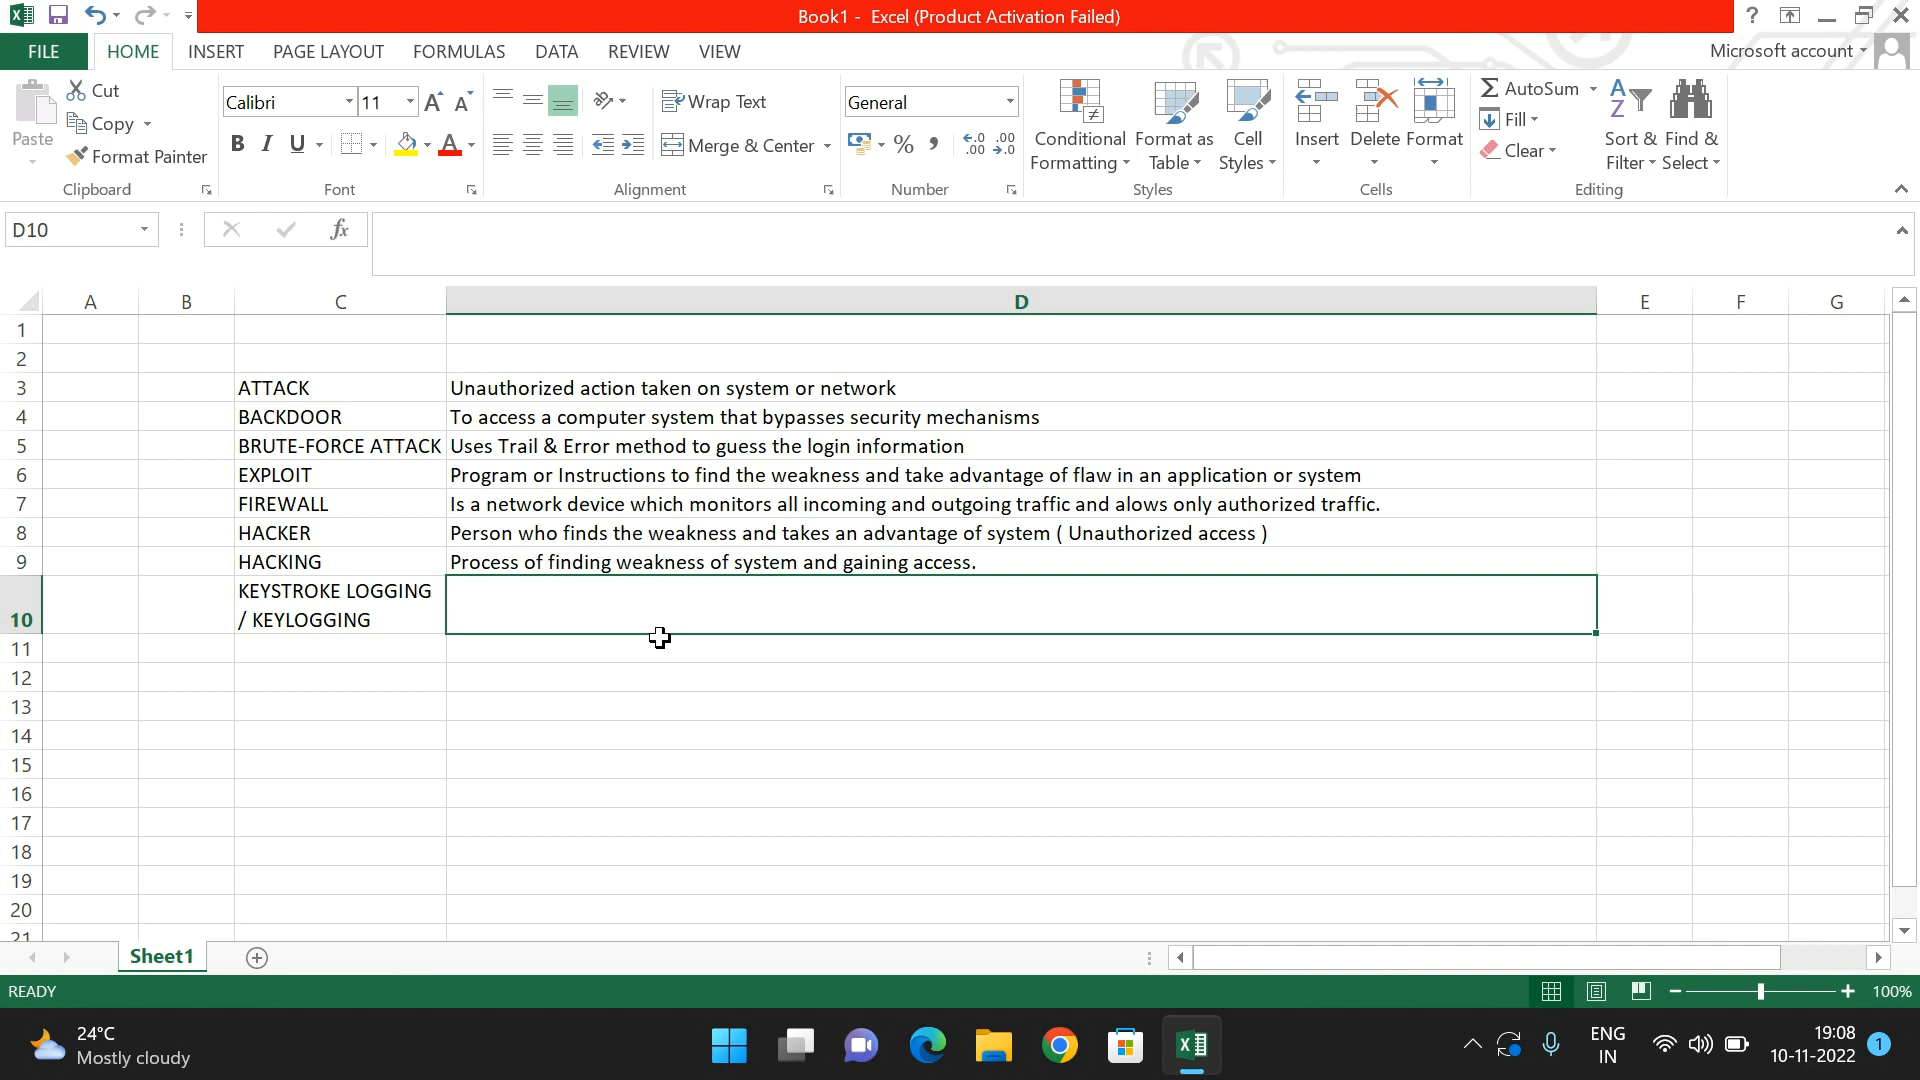 Book1 - Excel (Product Activation Failed)
?
FILE HOME INSERT PAGE LAYOUT FORMULAS DATA REVIEW VIEW
Microsoft account
Paste
Cut
Copy
Format Painter
Clipboard
Calibri 11
B I U
Font
Wrap Text
Merge & Center
Alignment
General
%
Number
Conditional Formatting
Format as Table
Cell Styles
Styles
Insert
Delete
Format
Cells
AutoSum
Fill
Clear
Sort & Filter
Find & Select
Editing
D10
fx
A B C D E F G
1
2
3 ATTACK Unauthorized action taken on system or network
4 BACKDOOR To access a computer system that bypasses security mechanisms
5 BRUTE-FORCE ATTACK Uses Trail & Error method to guess the login information
6 EXPLOIT Program or Instructions to find the weakness and take advantage of flaw in an application or system
7 FIREWALL Is a network device which monitors all incoming and outgoing traffic and alows only authorized traffic.
8 HACKER Person who finds the weakness and takes an advantage of system ( Unauthorized access )
9 HACKING Process of finding weakness of system and gaining access.
KEYSTROKE LOGGING
10 / KEYLOGGING
11
12
13
14
15
16
17
18
19
20
21
Sheet1
READY
100%
24°C
Mostly cloudy
ENG
IN
19:08
10-11-2022
1